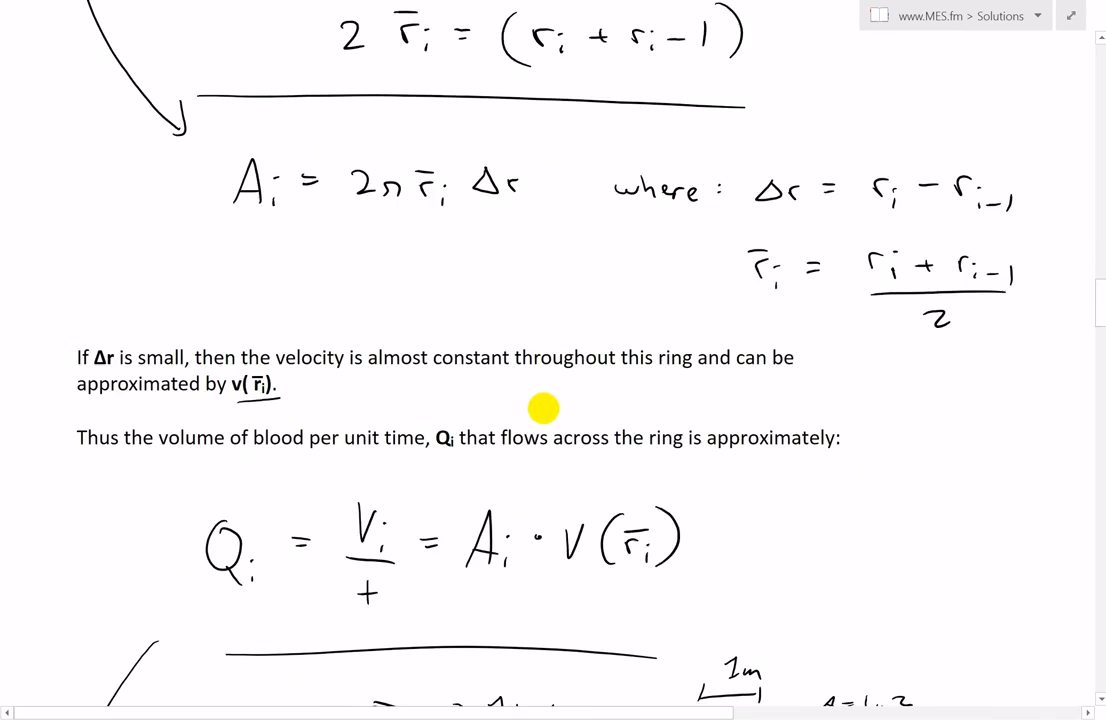 www.MES.fm > Solutions
2 r̄ᵢ = (rᵢ + rᵢ - 1)
Aᵢ = 2π r̄ᵢ Δr where: Δr = rᵢ - rᵢ₋₁
r̄ᵢ = (rᵢ + rᵢ₋₁) / 2
If Δr is small, then the velocity is almost constant throughout this ring and can be
approximated by v(r̄ᵢ).
Thus the volume of blood per unit time, Qᵢ that flows across the ring is approximately:
Qᵢ = Vᵢ / t = Aᵢ · v(r̄ᵢ)
1m